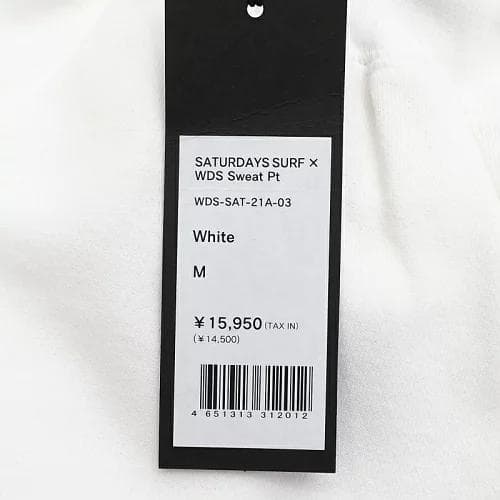 SATURDAYS SURF ×
WDS Sweat Pt
WDS-SAT-21A-03
White
M
¥15,950 (TAX IN)
(¥14,500)
4 651313 312012